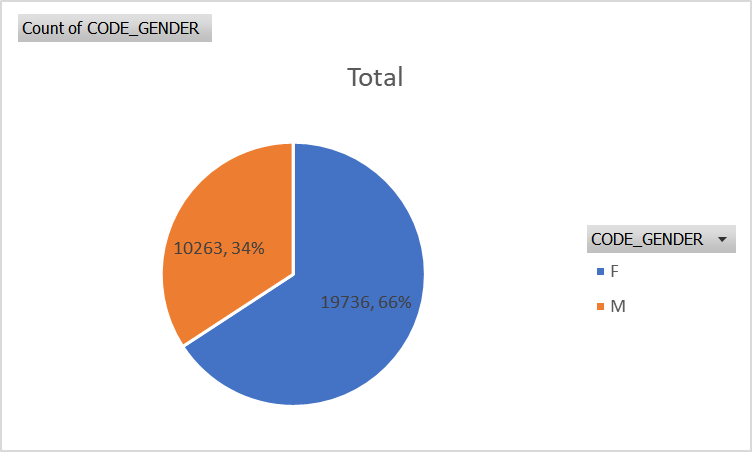 Count of CODE_GENDER
Total
10263, 34%
19736, 66%
CODE_GENDER
F
M